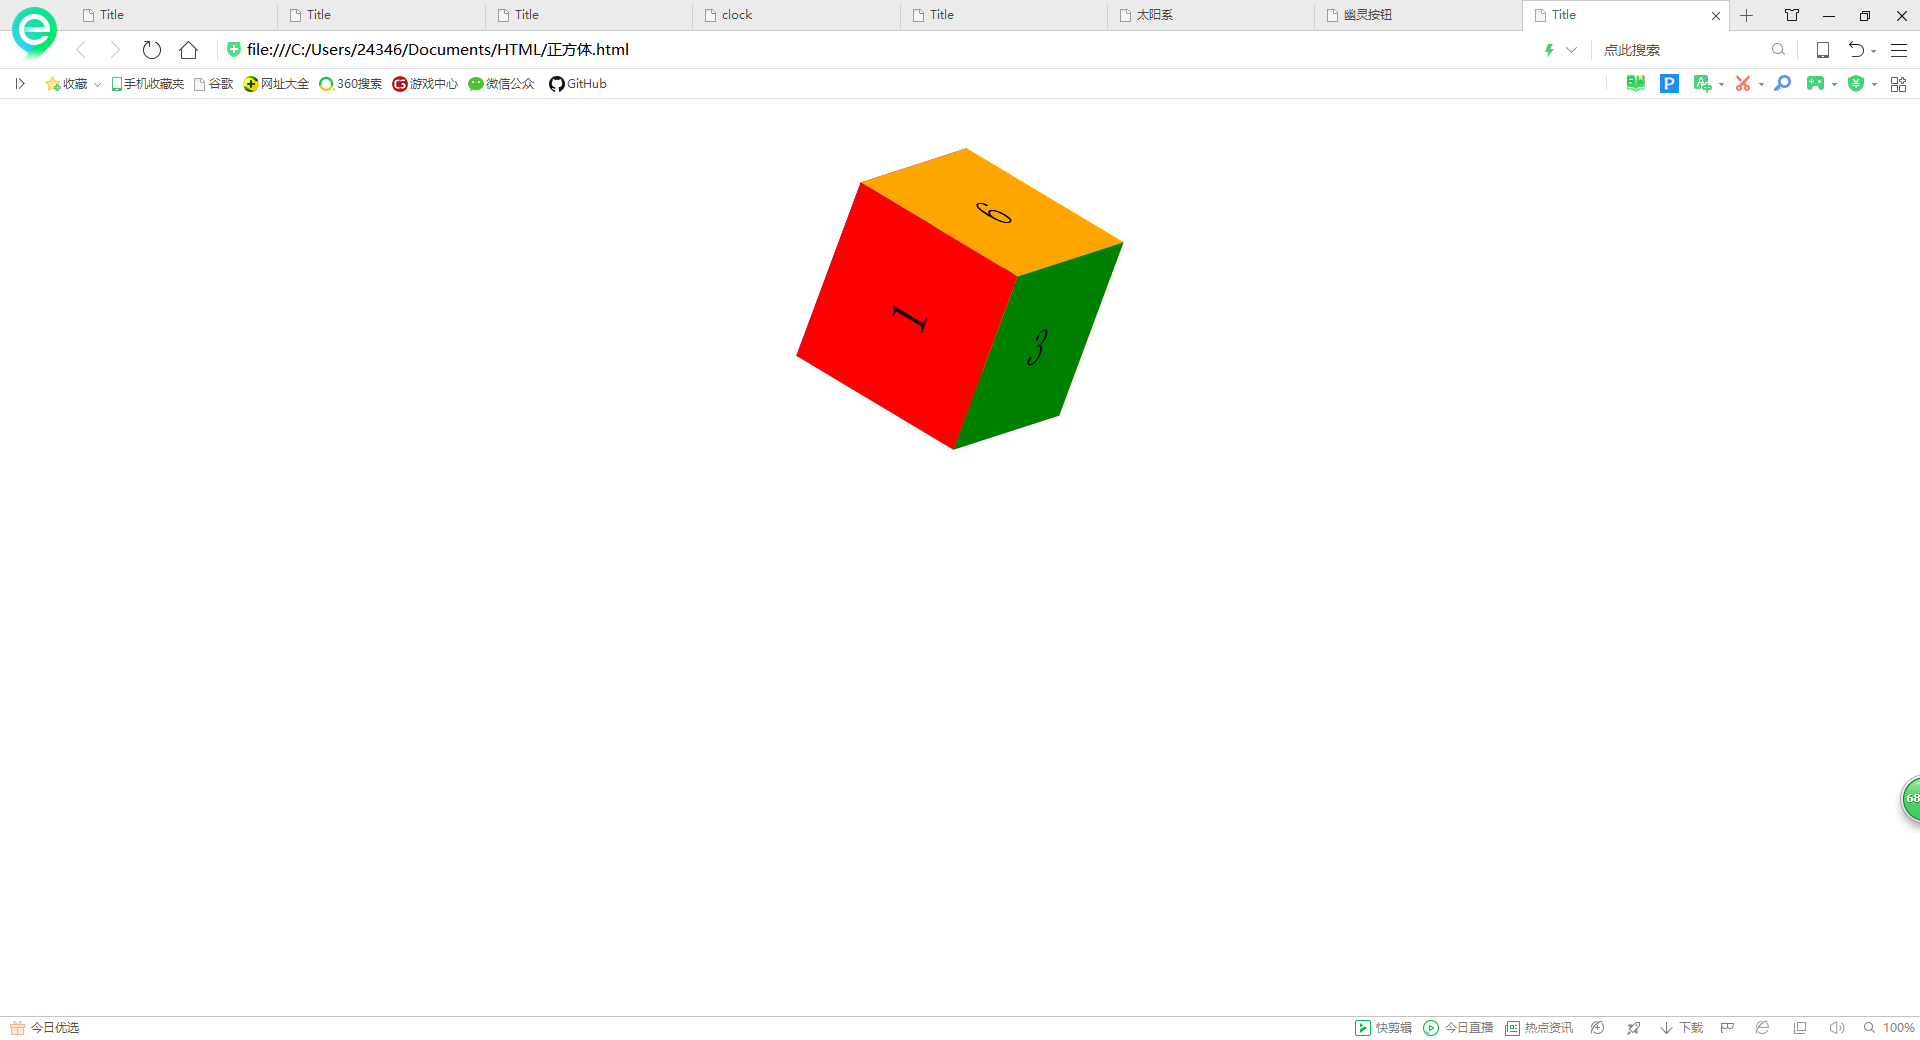 Title Title Title clock Title 太阳系 幽灵按钮 Title
file:///C:/Users/24346/Documents/HTML/正方体.html 点此搜索
收藏 手机收藏夹 谷歌 网址大全 360搜索 游戏中心 微信公众 GitHub
6
1
3
68
今日优选 快剪辑 今日直播 热点资讯 下载 100%